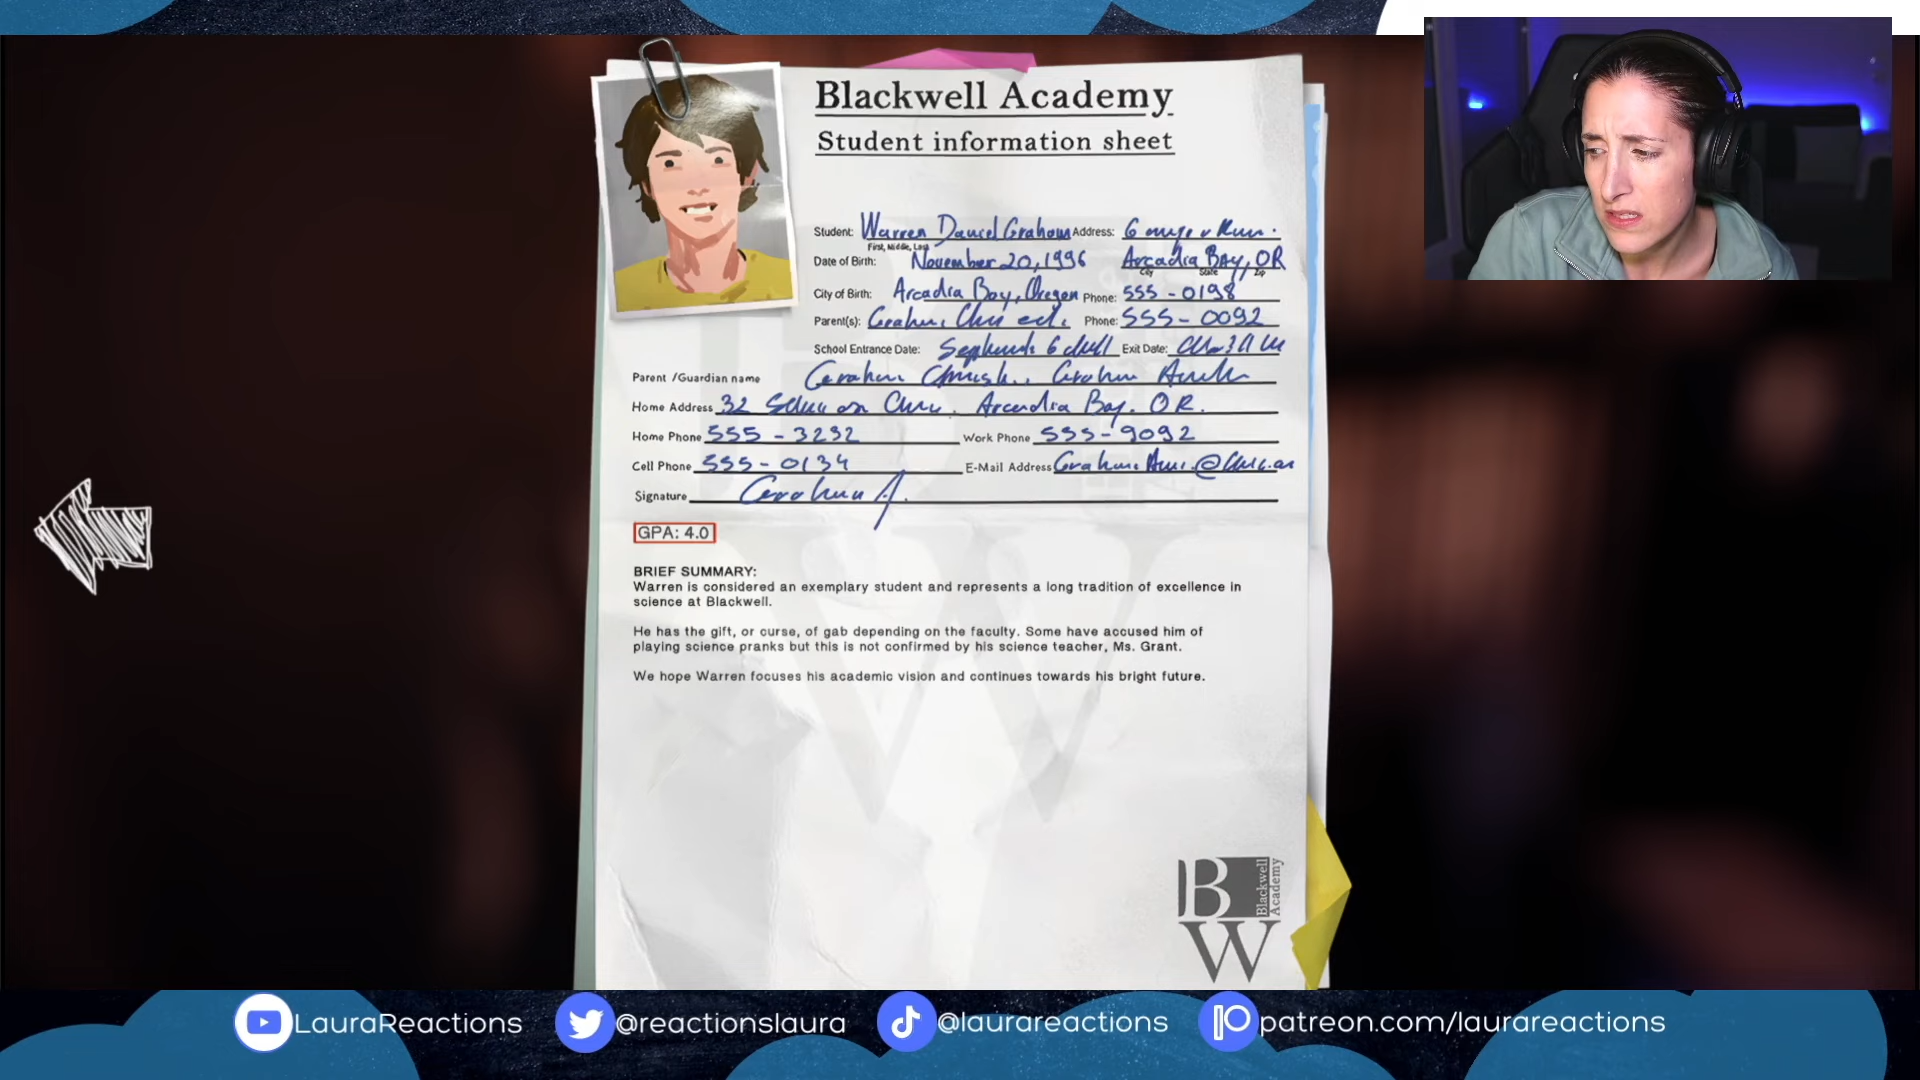 Blackwell Academy
Student information sheet
Student: Warren Daniel Graham Address:
First, Middle, Last
Date of Birth: November 20, 1996 Arcadia Bay, OR
City State Zip
City of Birth: Arcadia Bay, Oregon Phone: 555-0198
Parent(s): Phone: 555-0092
School Entrance Date: Exit Date:
Parent /Guardian name
Home Address 32 Arcadia Bay, OR.
Home Phone 555-3232 Work Phone 555-9092
Cell Phone 555-0134 E-Mail Address
Signature
GPA: 4.0
BRIEF SUMMARY:
Warren is considered an exemplary student and represents a long tradition of excellence in
science at Blackwell.
He has the gift, or curse, of gab depending on the faculty. Some have accused him of
playing science pranks but this is not confirmed by his science teacher, Ms. Grant.
We hope Warren focuses his academic vision and continues towards his bright future.
B Blackwell Academy
W
LauraReactions @reactionslaura @laurareactions patreon.com/laurareactions